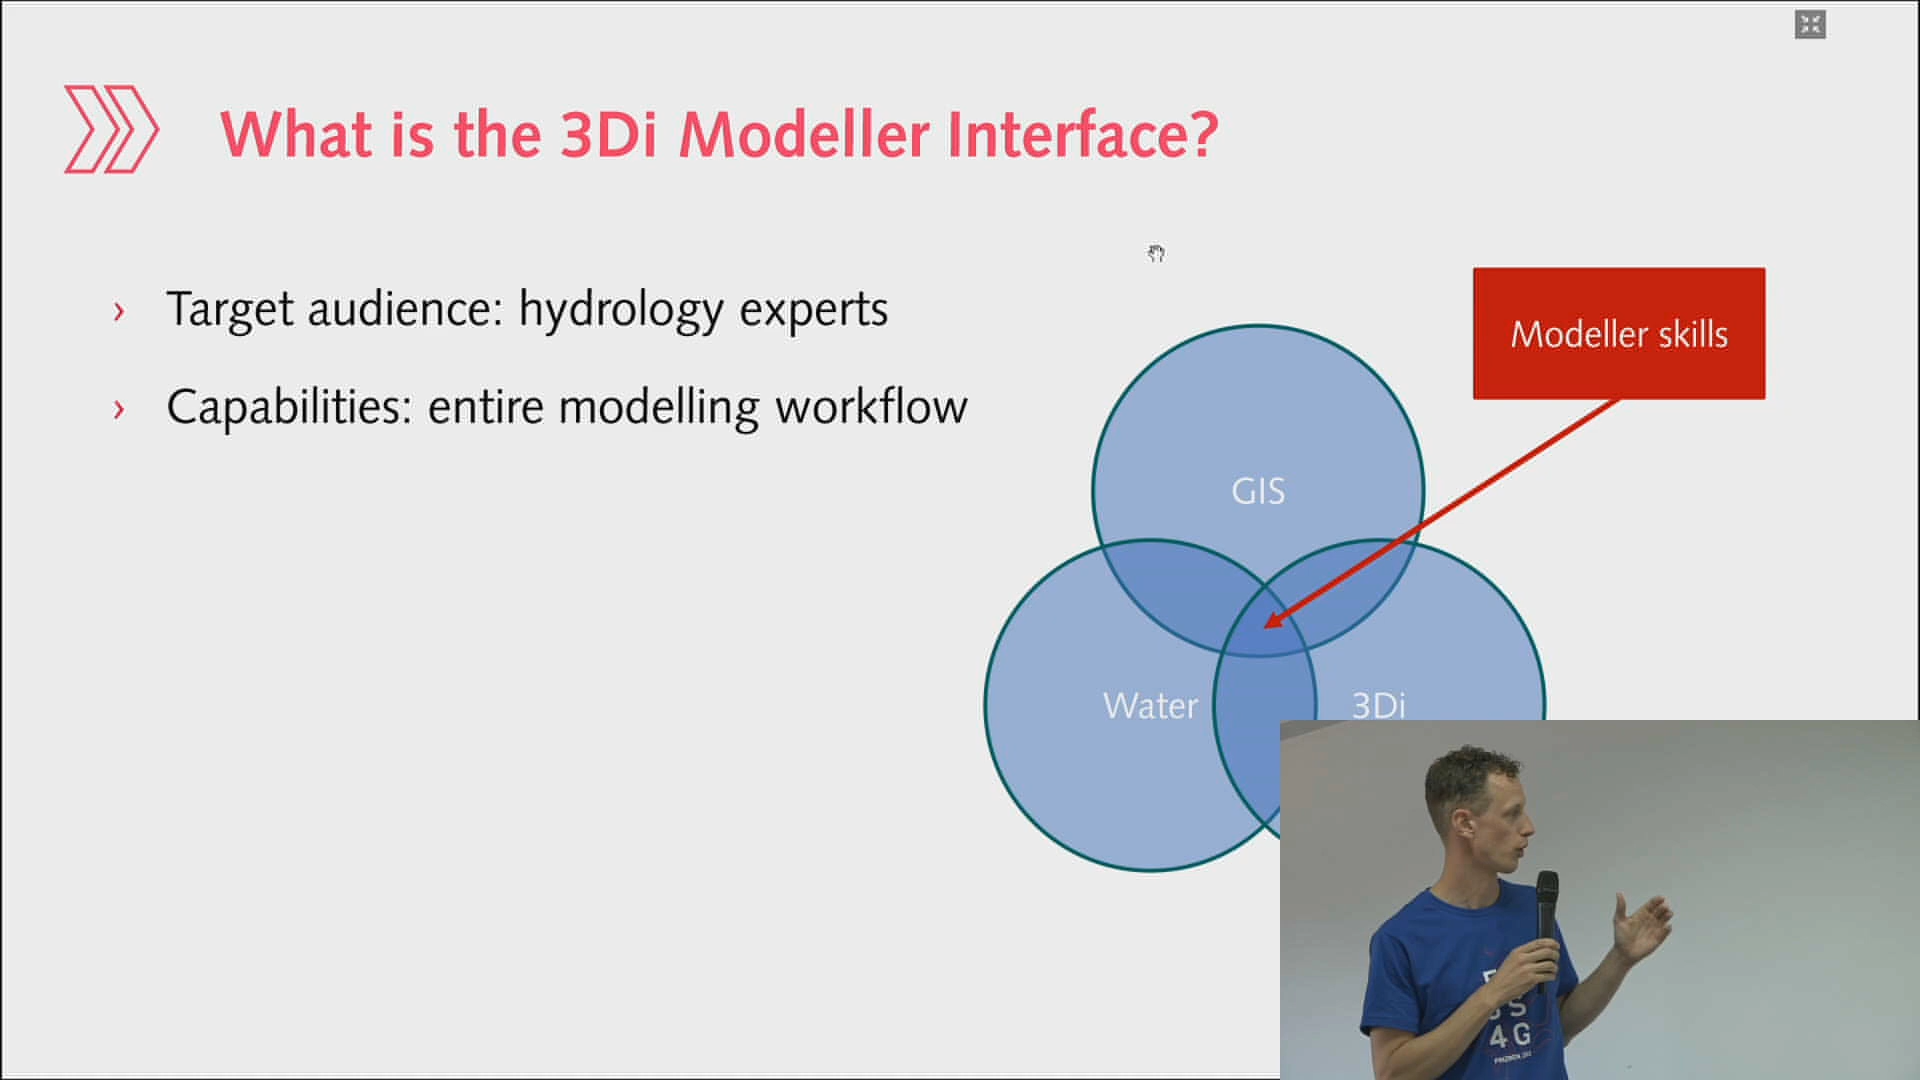 What is the 3Di Modeller Interface?
› Target audience: hydrology experts
› Capabilities: entire modelling workflow
Modeller skills
GIS
Water
3Di
4G